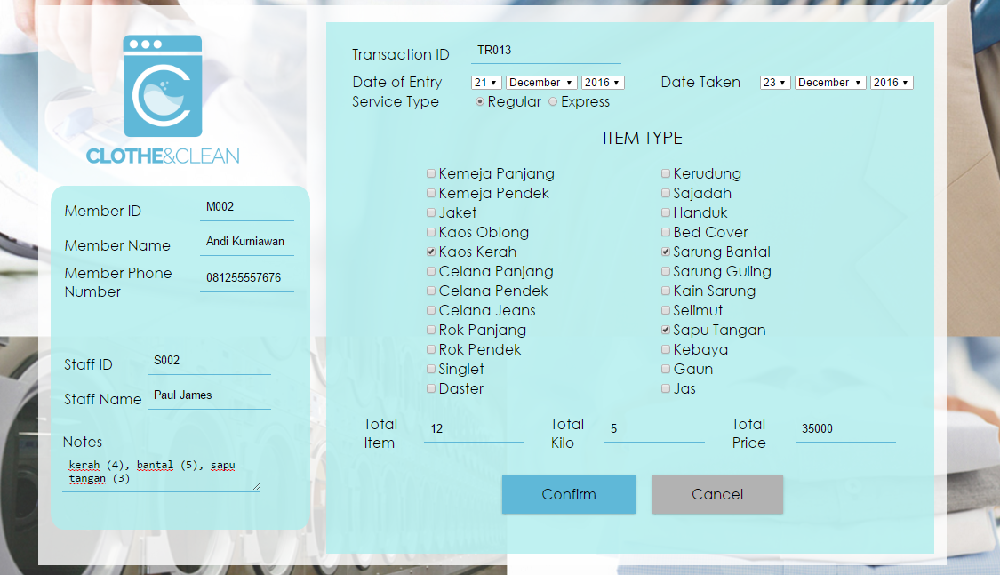 CLOTHE&CLEAN
Member ID M002
Member Name Andi Kurniawan
Member Phone
Number 081255557676
Staff ID S002
Staff Name Paul James
Notes
kerah (4), bantal (5), sapu
tangan (3)
Transaction ID TR013
Date of Entry 21 December 2016 Date Taken 23 December 2016
Service Type Regular Express
ITEM TYPE
Kemeja Panjang Kerudung
Kemeja Pendek Sajadah
Jaket Handuk
Kaos Oblong Bed Cover
Kaos Kerah Sarung Bantal
Celana Panjang Sarung Guling
Celana Pendek Kain Sarung
Celana Jeans Selimut
Rok Panjang Sapu Tangan
Rok Pendek Kebaya
Singlet Gaun
Daster Jas
Total
Item 12 Total
Kilo 5 Total
Price 35000
Confirm Cancel